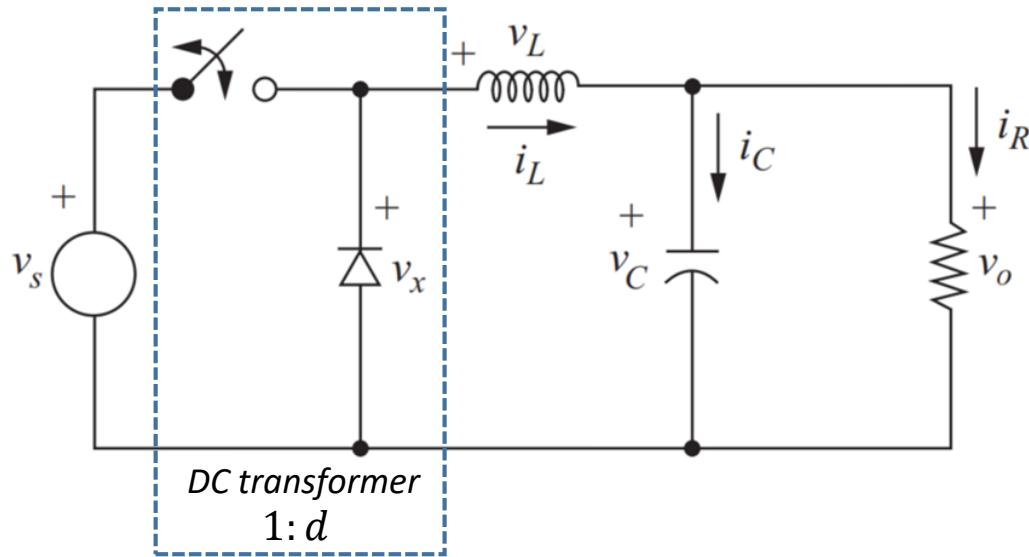 +
v_L
i_L
i_C
i_R
+
v_s
+
v_x
+
v_C
+
v_o
DC transformer
1: d